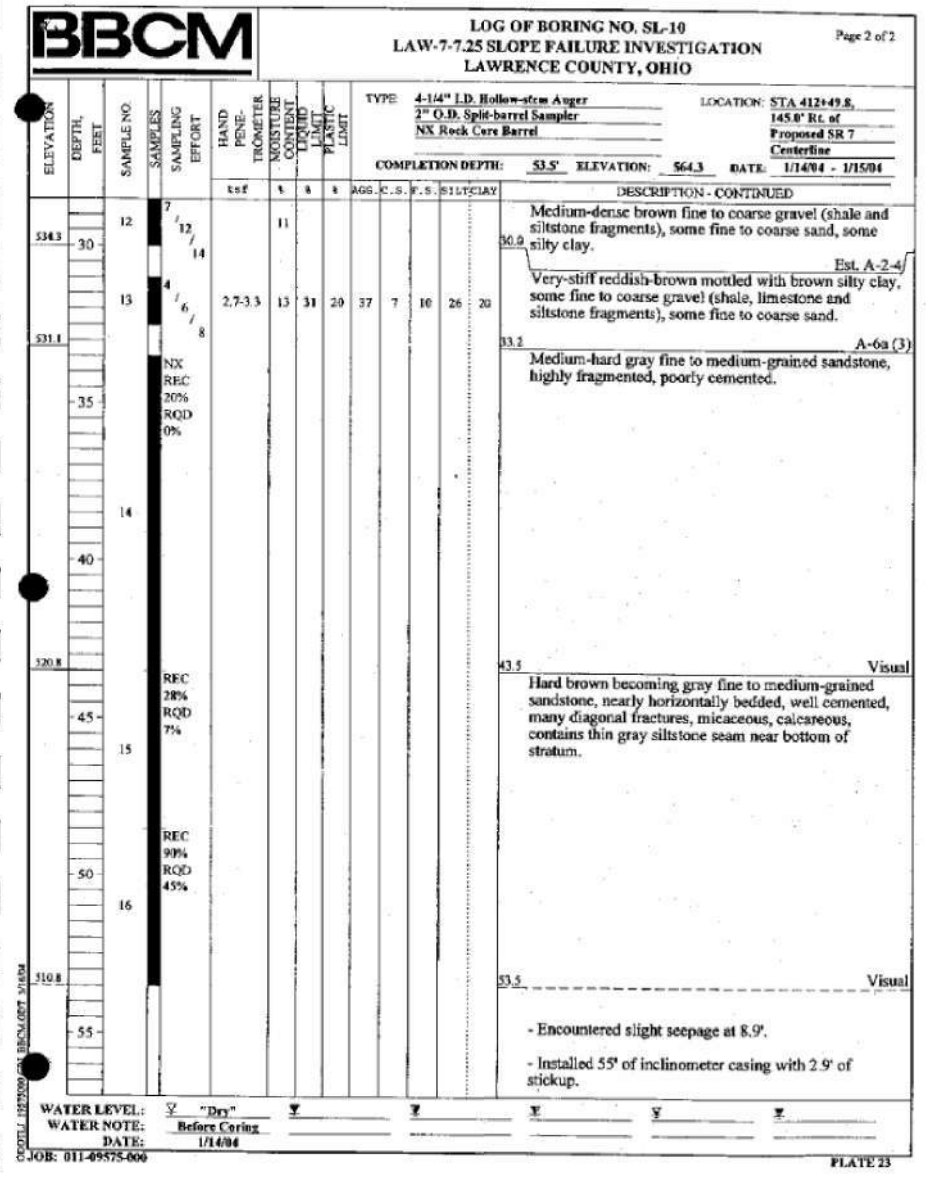 BBCM
LOG OF BORING NO. SL-10
LAW-7-7.25 SLOPE FAILURE INVESTIGATION
LAWRENCE COUNTY, OHIO
Page 2 of 2
ELEVATION
DEPTH, FEET
SAMPLE NO.
SAMPLES
SAMPLING EFFORT
HAND PENE-TROMETER
MOISTURE CONTENT
LIQUID LIMIT
PLASTIC LIMIT
TYPE 4-1/4" I.D. Hollow-stem Auger
2" O.D. Split-barrel Sampler
NX Rock Core Barrel
LOCATION: STA 412+49.8,
145.0' Rt. of
Proposed SR 7
Centerline
COMPLETION DEPTH: 53.5' ELEVATION: 564.3 DATE: 1/14/04 - 1/15/04
tsf % % % AGG. C.S. F.S. SILT CLAY DESCRIPTION - CONTINUED
12 7/12/14 11
Medium-dense brown fine to coarse gravel (shale and
siltstone fragments), some fine to coarse sand, some
534.3 30 30.0 silty clay.
Est. A-2-4
13 4/6/8 2.7-3.3 13 31 20 37 7 10 26 20
Very-stiff reddish-brown mottled with brown silty clay,
some fine to coarse gravel (shale, limestone and
siltstone fragments), some fine to coarse sand.
531.1 33.2 A-6a (3)
Medium-hard gray fine to medium-grained sandstone,
highly fragmented, poorly cemented.
NX
REC
20%
RQD
0%
35
14
40
520.8 43.5 Visual
REC
28%
RQD
7%
Hard brown becoming gray fine to medium-grained
sandstone, nearly horizontally bedded, well cemented,
many diagonal fractures, micaceous, calcareous,
contains thin gray siltstone seam near bottom of
stratum.
45
15
REC
90%
RQD
45%
50
16
510.8 53.5 Visual
55
- Encountered slight seepage at 8.9'.
- Installed 55' of inclinometer casing with 2.9' of
stickup.
WATER LEVEL: "Dry"
WATER NOTE: Before Coring
DATE: 1/14/04
JOB: 011-09575-000
PLATE 23